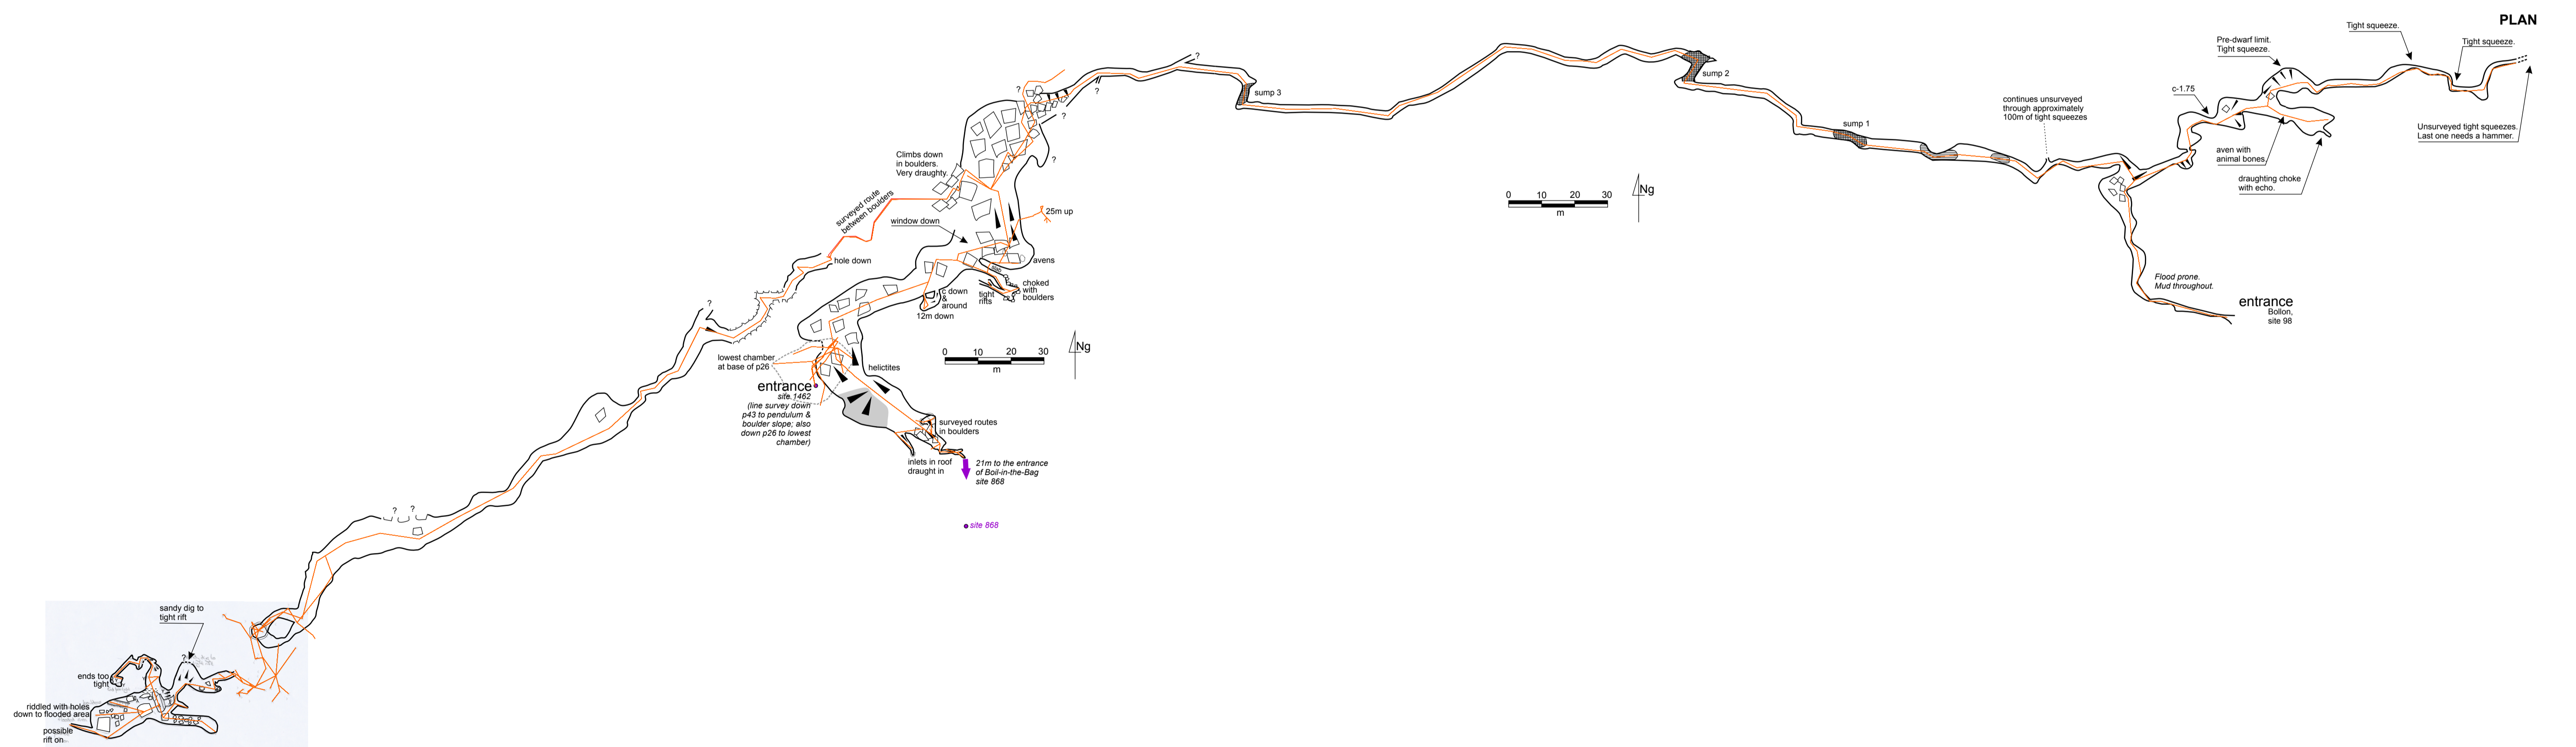 PLAN
Tight squeeze.
Tight squeeze.
Pre-dwarf limit.
Tight squeeze.
c-1.75
Unsurveyed tight squeezes.
Last one needs a hammer.
aven with
animal bones
draughting choke
with echo.
continues unsurveyed
through approximately
100m of tight squeezes
sump 1
sump 2
sump 3
0 10 20 30
m
Ng
Flood prone.
Mud throughout.
entrance
Bollon,
site 98
?
?
?
?
?
Climbs down
in boulders.
Very draughty.
surveyed route
between boulders
window down
25m up
avens
hole down
slab
choked
with
boulders
tight
rifts
c down
&
around
12m down
0 10 20 30
m
Ng
?
lowest chamber
at base of p26
helictites
entrance
site 1462
(line survey down
p43 to pendulum &
boulder slope; also
down p26 to lowest
chamber)
surveyed routes
in boulders
inlets in roof
draught in
21m to the entrance
of Boil-in-the-Bag
site 868
site 868
? ?
sandy dig to
tight rift
?
ends too
tight
riddled with holes
down to flooded area
possible
rift on